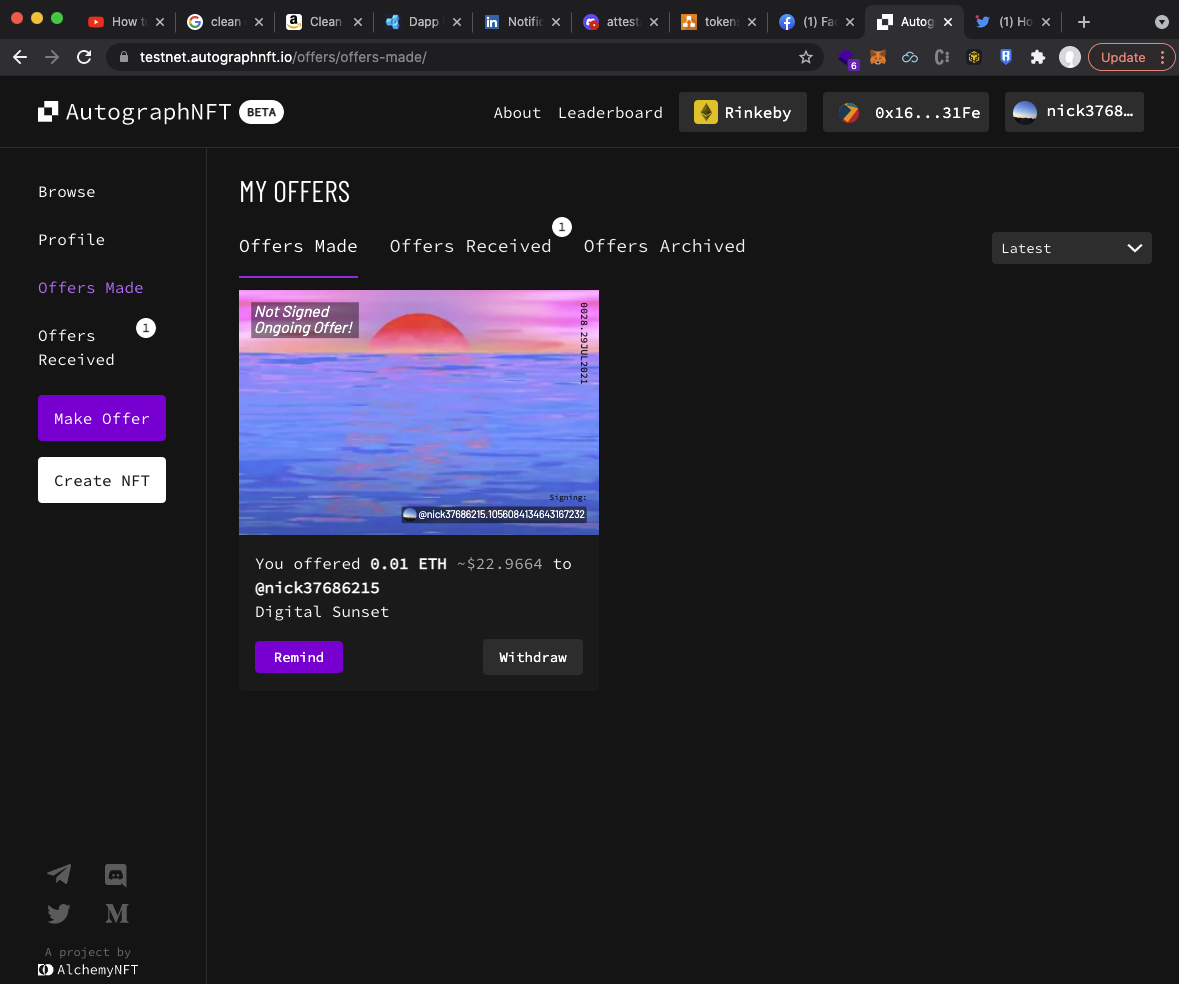 How t
clean
Clean
Dapp
Notific
attest
token
(1) Fa
Autog
(1) Ho
testnet.autographnft.io/offers/offers-made/
6
Update
AutographNFT BETA
About
Leaderboard
Rinkeby
0x16...31Fe
nick3768…
Browse
Profile
Offers Made
Offers
Received
1
Make Offer
Create NFT
MY OFFERS
Offers Made
Offers Received
1
Offers Archived
Latest
Not Signed
Ongoing Offer!
0028.29JUL2021
Signing:
@nick37686215.1056084134643167232
You offered 0.01 ETH ~$22.9664 to
@nick37686215
Digital Sunset
Remind
Withdraw
A project by
AlchemyNFT